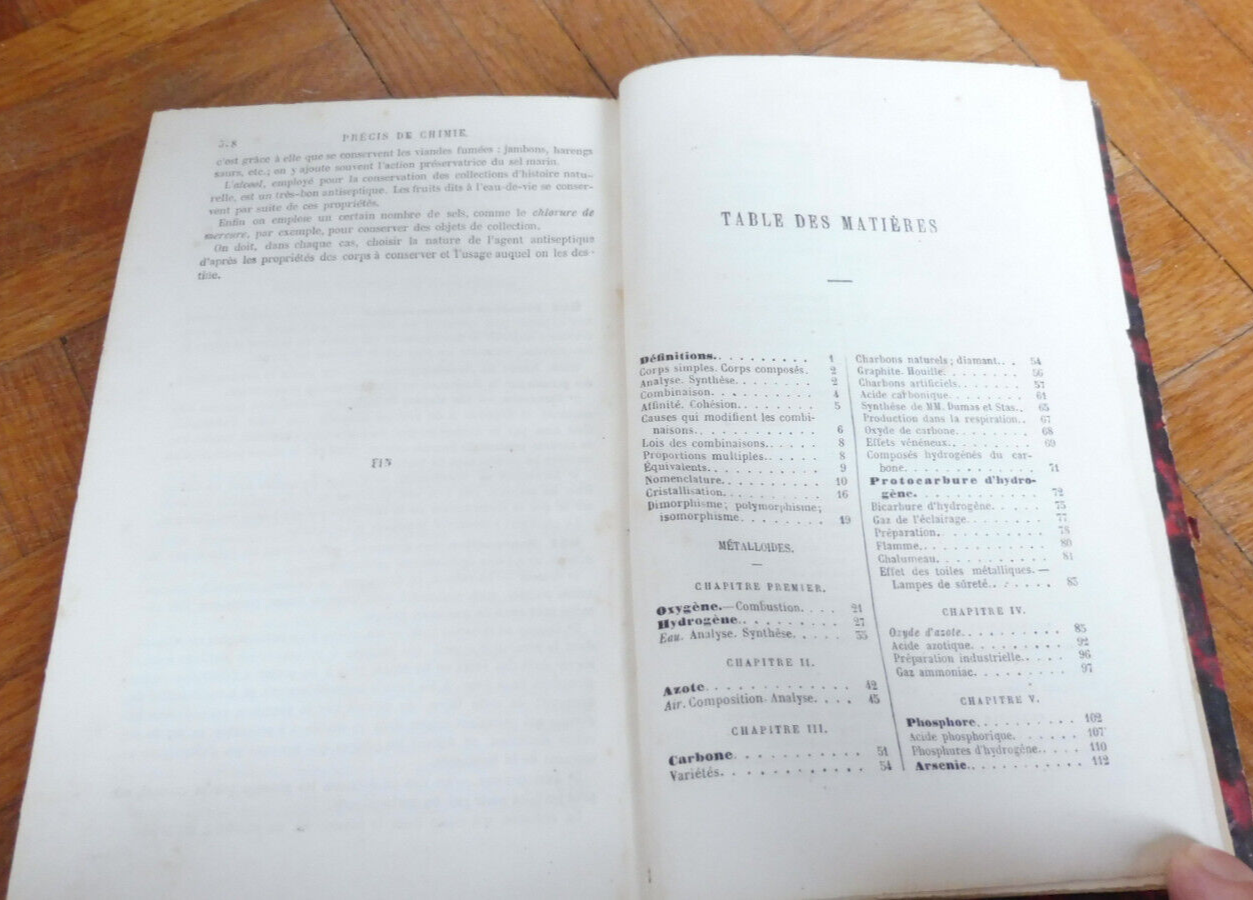 PRÉCIS DE CHIMIE.
c'est grâce à elle que se conservent les viandes fumées : jambons, harengs
saurs, etc.; on y ajoute souvent l'action préservatrice du sel marin.
L'alcool, employé pour la conservation des collections d'histoire natu-
relle, est un très-bon antiseptique. Les fruits dits à l'eau-de-vie se conser-
vent par suite de ces propriétés.
Enfin on emploie un certain nombre de sels, comme le chlorure de
mercure, par exemple, pour conserver des objets de collection.
On doit, dans chaque cas, choisir la nature de l'agent antiseptique
d'après les propriétés des corps à conserver et l'usage auquel on les des-
tine.
FIN
TABLE DES MATIÈRES
Définitions. . . . . . . . . . 1
Corps simples. Corps composés. 2
Analyse. Synthèse. . . . . . . 2
Combinaison. . . . . . . . . . 4
Affinité. Cohésion. . . . . . . 5
Causes qui modifient les combi-
naisons. . . . . . . . . . . 6
Lois des combinaisons. . . . . 8
Proportions multiples. . . . . 8
Équivalents. . . . . . . . . . 9
Nomenclature. . . . . . . . . 10
Cristallisation. . . . . . . . . 16
Dimorphisme; polymorphisme;
isomorphisme. . . . . . . . 19
MÉTALLOIDES.
CHAPITRE PREMIER.
Oxygène.—Combustion. . . . 21
Hydrogène. . . . . . . . . . 27
Eau. Analyse. Synthèse. . . . . 35
CHAPITRE II.
Azote. . . . . . . . . . . . . 42
Air. Composition. Analyse. . . . 45
CHAPITRE III.
Carbone. . . . . . . . . . . 51
Variétés. . . . . . . . . . . . 54
Charbons naturels; diamant. . . 54
Graphite. Houille. . . . . . . . 56
Charbons artificiels. . . . . . . 57
Acide carbonique. . . . . . . . 61
Synthèse de MM. Dumas et Stas. . 65
Production dans la respiration. . 67
Oxyde de carbone. . . . . . . . 68
Effets vénéneux. . . . . . . . . 69
Composés hydrogénés du car-
bone. . . . . . . . . . . . . 71
Protocarbure d'hydro-
gène. . . . . . . . . . . . 72
Bicarbure d'hydrogène. . . . . 75
Gaz de l'éclairage. . . . . . . 77
Préparation. . . . . . . . . . 78
Flamme. . . . . . . . . . . . 80
Chalumeau. . . . . . . . . . . 81
Effet des toiles métalliques. —
Lampes de sûreté. . . . . . 83
CHAPITRE IV.
Oxyde d'azote. . . . . . . . . 85
Acide azotique. . . . . . . . . 92
Préparation industrielle. . . . . 96
Gaz ammoniac. . . . . . . . . 97
CHAPITRE V.
Phosphore. . . . . . . . . . 102
Acide phosphorique. . . . . . . 107
Phosphures d'hydrogène. . . . . 110
Arsenic. . . . . . . . . . . 112